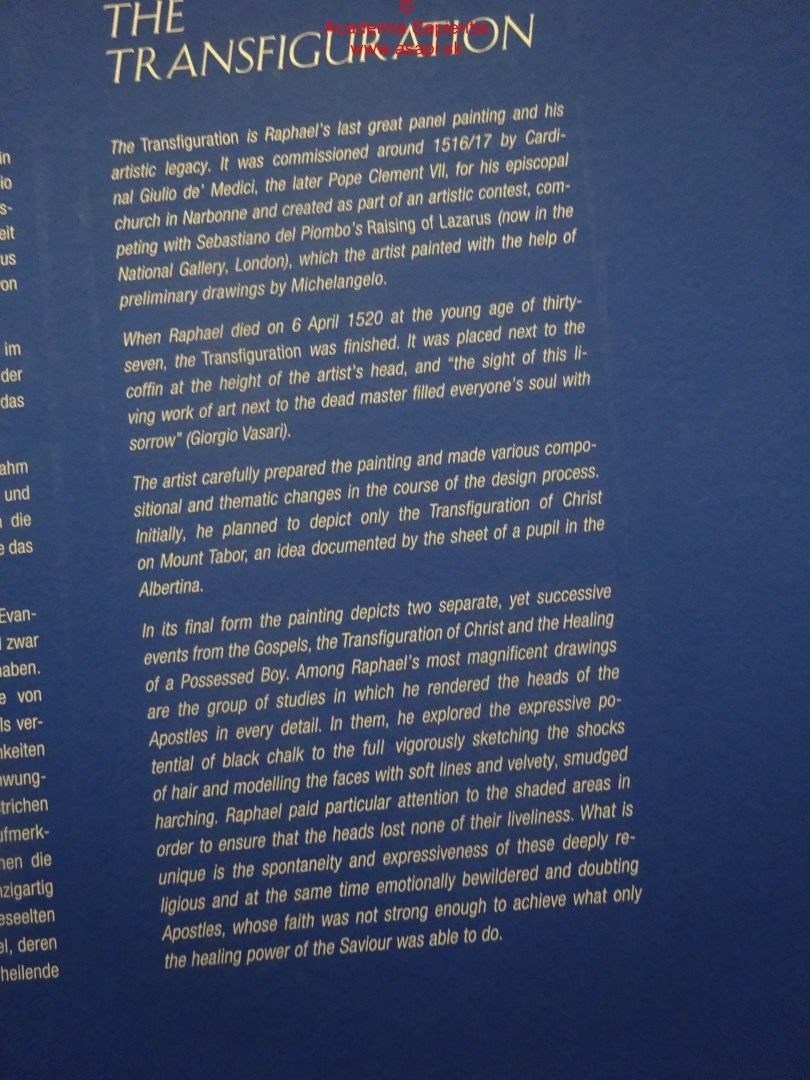 ©
Academia Sapientia
www.asapi.sk
THE
TRANSFIGURATION
The Transfiguration is Raphael's last great panel painting and his
artistic legacy. It was commissioned around 1516/17 by Cardi-
nal Giulio de' Medici, the later Pope Clement VII, for his episcopal
church in Narbonne and created as part of an artistic contest, com-
peting with Sebastiano del Piombo's Raising of Lazarus (now in the
National Gallery, London), which the artist painted with the help of
preliminary drawings by Michelangelo.
When Raphael died on 6 April 1520 at the young age of thirty-
seven, the Transfiguration was finished. It was placed next to the
coffin at the height of the artist's head, and "the sight of this li-
ving work of art next to the dead master filled everyone's soul with
sorrow" (Giorgio Vasari).
The artist carefully prepared the painting and made various compo-
sitional and thematic changes in the course of the design process.
Initially, he planned to depict only the Transfiguration of Christ
on Mount Tabor, an idea documented by the sheet of a pupil in the
Albertina.
In its final form the painting depicts two separate, yet successive
events from the Gospels, the Transfiguration of Christ and the Healing
of a Possessed Boy. Among Raphael's most magnificent drawings
are the group of studies in which he rendered the heads of the
Apostles in every detail. In them, he explored the expressive po-
tential of black chalk to the full vigorously sketching the shocks
of hair and modelling the faces with soft lines and velvety, smudged
harching. Raphael paid particular attention to the shaded areas in
order to ensure that the heads lost none of their liveliness. What is
unique is the spontaneity and expressiveness of these deeply re-
ligious and at the same time emotionally bewildered and doubting
Apostles, whose faith was not strong enough to achieve what only
the healing power of the Saviour was able to do.
in
io
s-
eit
us
on
im
der
das
ahm
und
die
das
Evan-
zwar
haben.
von
ls ver-
nkeiten
wung-
trichen
ufmerk-
nen die
nzigartig
eseelten
el, deren
heilende